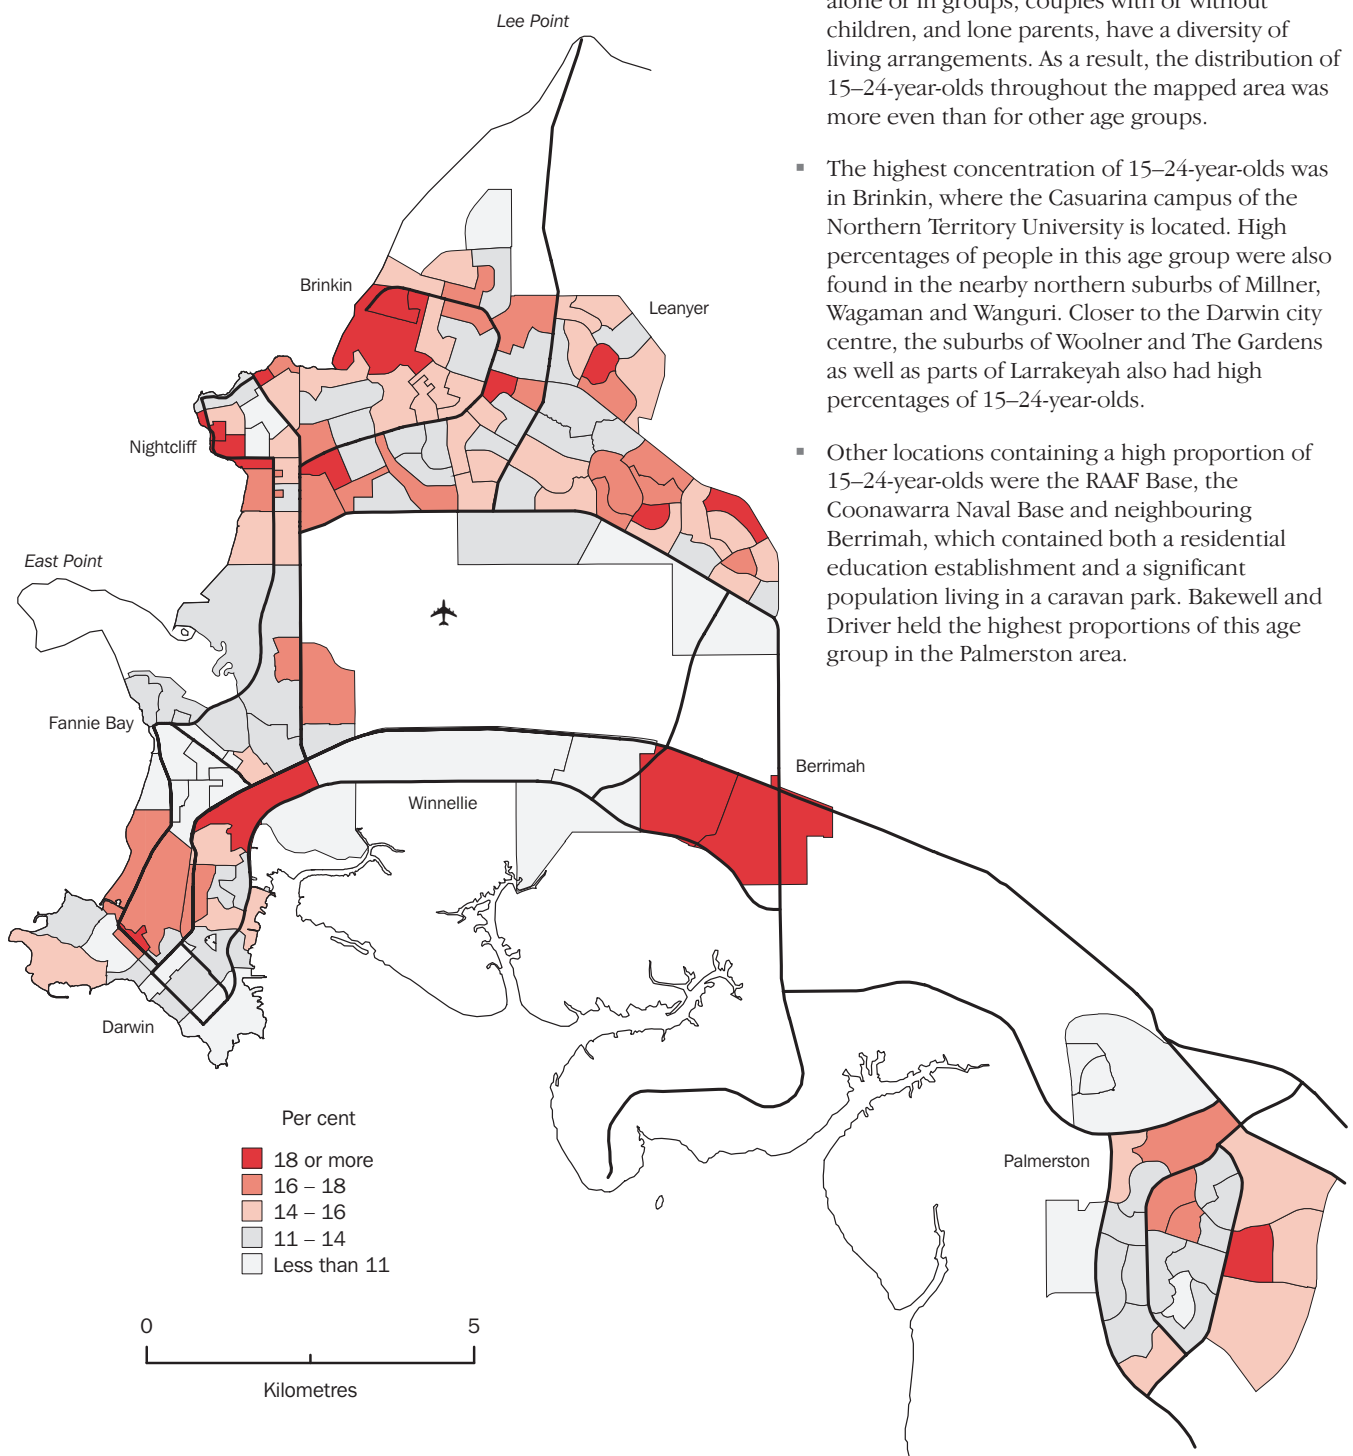 alone or in groups, couples with or without
children, and lone parents, have a diversity of
living arrangements. As a result, the distribution of
15–24-year-olds throughout the mapped area was
more even than for other age groups.
▪ The highest concentration of 15–24-year-olds was
in Brinkin, where the Casuarina campus of the
Northern Territory University is located. High
percentages of people in this age group were also
found in the nearby northern suburbs of Millner,
Wagaman and Wanguri. Closer to the Darwin city
centre, the suburbs of Woolner and The Gardens
as well as parts of Larrakeyah also had high
percentages of 15–24-year-olds.
▪ Other locations containing a high proportion of
15–24-year-olds were the RAAF Base, the
Coonawarra Naval Base and neighbouring
Berrimah, which contained both a residential
education establishment and a significant
population living in a caravan park. Bakewell and
Driver held the highest proportions of this age
group in the Palmerston area.
Lee Point
Brinkin
Leanyer
Nightcliff
East Point
Fannie Bay
Berrimah
Winnellie
Darwin
Palmerston
Per cent
18 or more
16 – 18
14 – 16
11 – 14
Less than 11
0 5
Kilometres